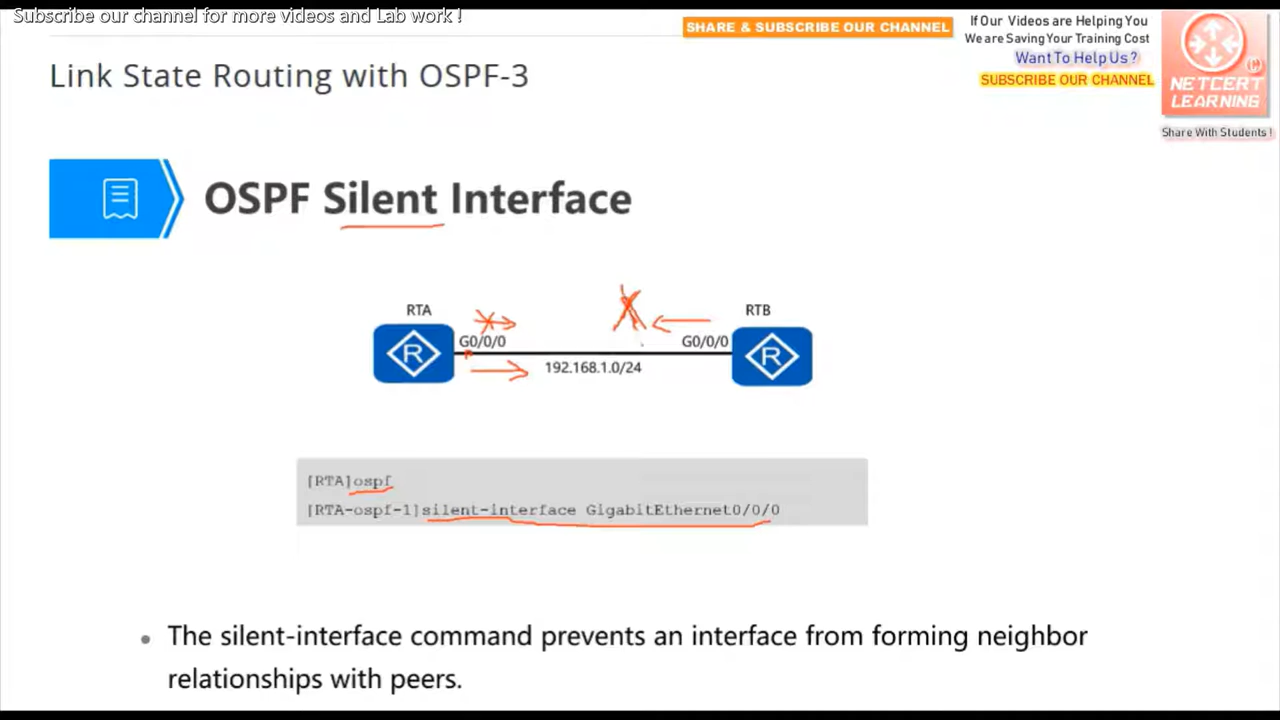 Subscribe our channel for more videos and Lab work !
SHARE & SUBSCRIBE OUR CHANNEL
If Our Videos are Helping You
We are Saving Your Training Cost
Want To Help Us ?
SUBSCRIBE OUR CHANNEL
NETCERT
LEARNING
Share With Students !
Link State Routing with OSPF-3
OSPF Silent Interface
RTA
RTB
G0/0/0
G0/0/0
R
R
192.168.1.0/24
[RTA]ospf
[RTA-ospf-1]silent-interface GigabitEthernet0/0/0
• The silent-interface command prevents an interface from forming neighbor
relationships with peers.